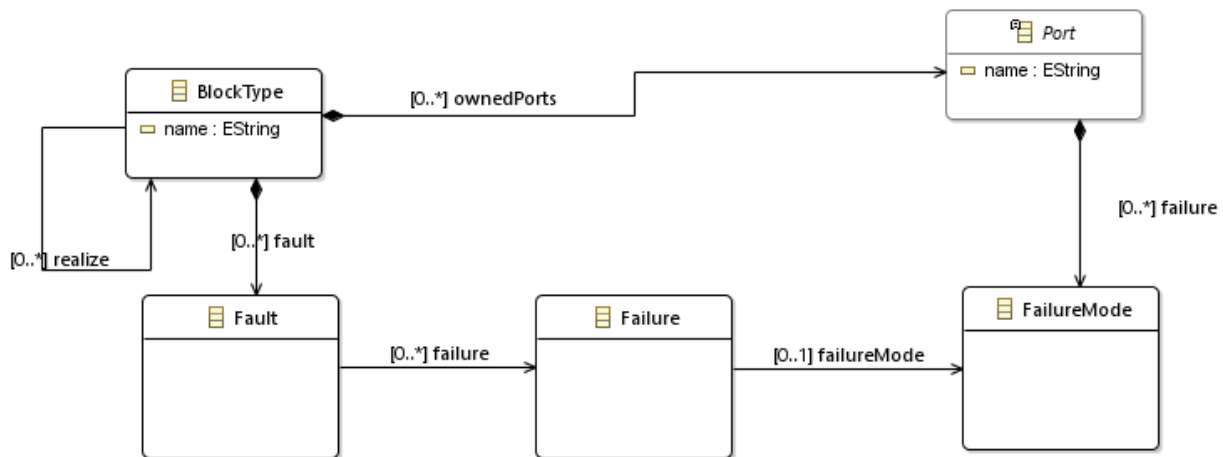 Port
name : EString
BlockType
name : EString
[0..*] ownedPorts
[0..*] realize
[0..*] fault
[0..*] failure
Fault
Failure
FailureMode
[0..*] failure
[0..1] failureMode